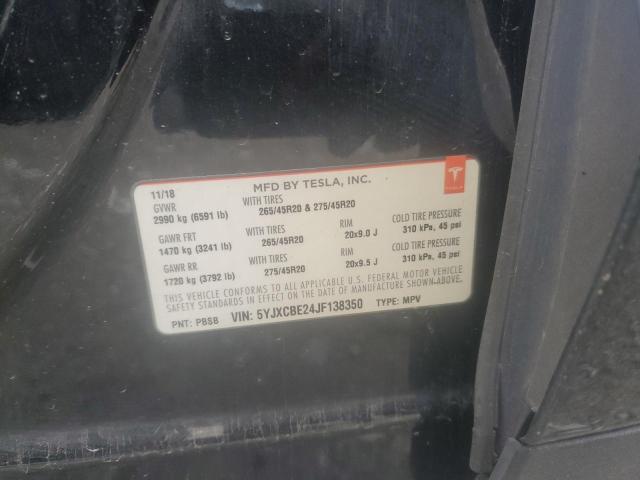 MFD BY TESLA, INC.
11/18
GVWR
2990 kg (6591 lb)
WITH TIRES
265/45R20 & 275/45R20
GAWR FRT
1470 kg (3241 lb)
WITH TIRES
265/45R20
RIM
20x9.0 J
COLD TIRE PRESSURE
310 kPa, 45 psi
GAWR RR
1720 kg (3792 lb)
WITH TIRES
275/45R20
RIM
20x9.5 J
COLD TIRE PRESSURE
310 kPa, 45 psi
THIS VEHICLE CONFORMS TO ALL APPLICABLE U.S. FEDERAL MOTOR VEHICLE
SAFETY STANDARDS IN EFFECT ON THE DATE OF MANUFACTURE SHOWN ABOVE.
PNT: PBSB VIN: 5YJXCBE24JF138350 TYPE: MPV
TESLA